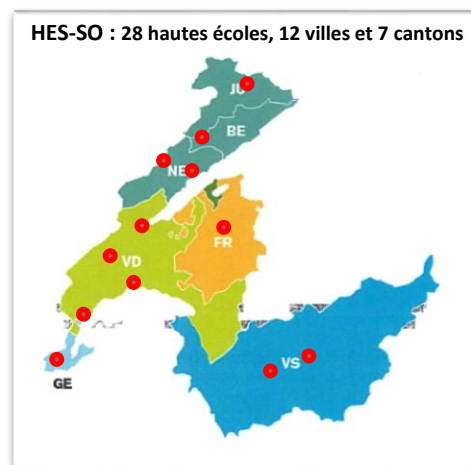 HES-SO : 28 hautes écoles, 12 villes et 7 cantons
JU
BE
NE
FR
VD
VS
GE